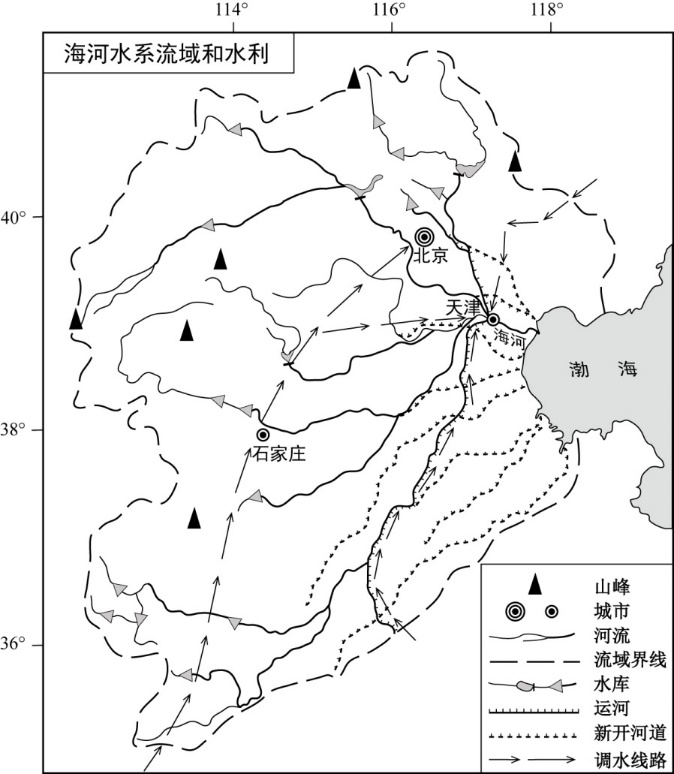 114°
116°
118°
海河水系流域和水利
40°
北京
天津
海河
渤 海
38°
石家庄
36°
山峰
城市
河流
流域界线
水库
运河
新开河道
调水线路